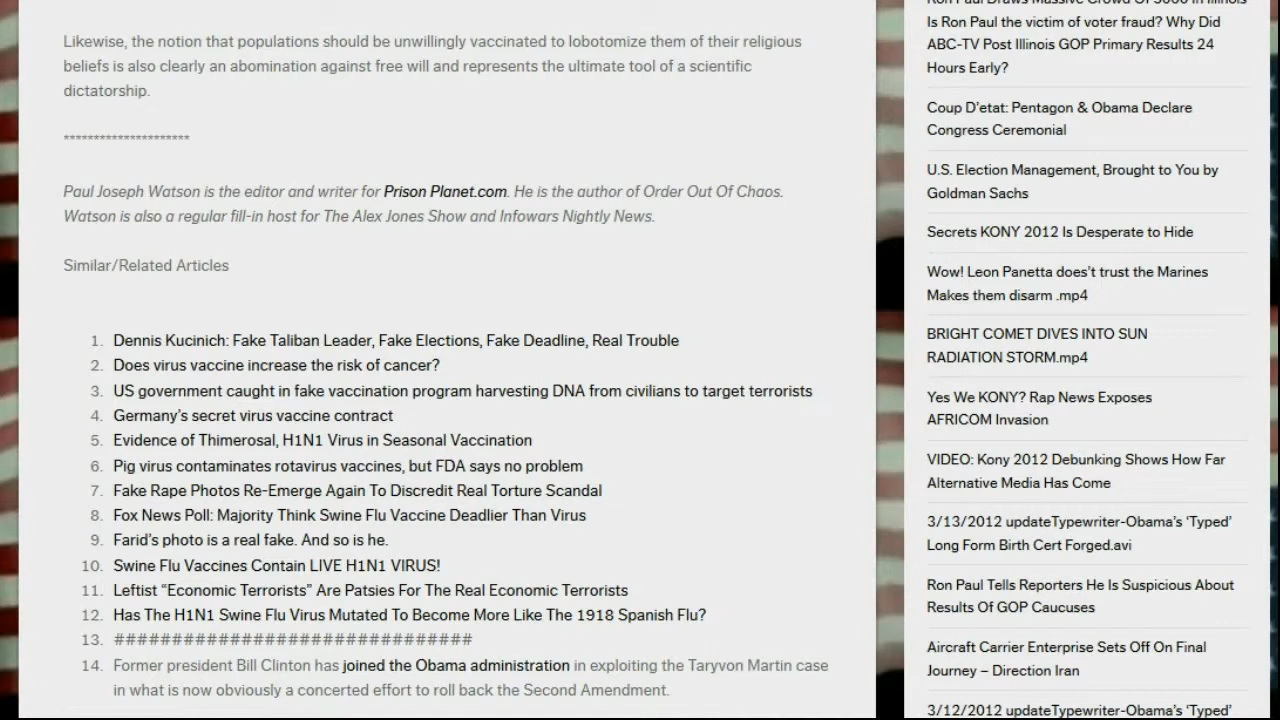 Likewise, the notion that populations should be unwillingly vaccinated to lobotomize them of their religious
beliefs is also clearly an abomination against free will and represents the ultimate tool of a scientific
dictatorship.
*********************
Paul Joseph Watson is the editor and writer for Prison Planet.com. He is the author of Order Out Of Chaos.
Watson is also a regular fill-in host for The Alex Jones Show and Infowars Nightly News.
Similar/Related Articles
1. Dennis Kucinich: Fake Taliban Leader, Fake Elections, Fake Deadline, Real Trouble
2. Does virus vaccine increase the risk of cancer?
3. US government caught in fake vaccination program harvesting DNA from civilians to target terrorists
4. Germany's secret virus vaccine contract
5. Evidence of Thimerosal, H1N1 Virus in Seasonal Vaccination
6. Pig virus contaminates rotavirus vaccines, but FDA says no problem
7. Fake Rape Photos Re-Emerge Again To Discredit Real Torture Scandal
8. Fox News Poll: Majority Think Swine Flu Vaccine Deadlier Than Virus
9. Farid's photo is a real fake. And so is he.
10. Swine Flu Vaccines Contain LIVE H1N1 VIRUS!
11. Leftist "Economic Terrorists" Are Patsies For The Real Economic Terrorists
12. Has The H1N1 Swine Flu Virus Mutated To Become More Like The 1918 Spanish Flu?
13. ###############################
14. Former president Bill Clinton has joined the Obama administration in exploiting the Taryvon Martin case
in what is now obviously a concerted effort to roll back the Second Amendment.
Ron Paul Draws Massive Crowd Of 5000 in Illinois
Is Ron Paul the victim of voter fraud? Why Did
ABC-TV Post Illinois GOP Primary Results 24
Hours Early?
Coup D'etat: Pentagon & Obama Declare
Congress Ceremonial
U.S. Election Management, Brought to You by
Goldman Sachs
Secrets KONY 2012 Is Desperate to Hide
Wow! Leon Panetta does't trust the Marines
Makes them disarm .mp4
BRIGHT COMET DIVES INTO SUN
RADIATION STORM.mp4
Yes We KONY? Rap News Exposes
AFRICOM Invasion
VIDEO: Kony 2012 Debunking Shows How Far
Alternative Media Has Come
3/13/2012 updateTypewriter-Obama's 'Typed'
Long Form Birth Cert Forged.avi
Ron Paul Tells Reporters He Is Suspicious About
Results Of GOP Caucuses
Aircraft Carrier Enterprise Sets Off On Final
Journey – Direction Iran
3/12/2012 updateTypewriter-Obama's 'Typed'